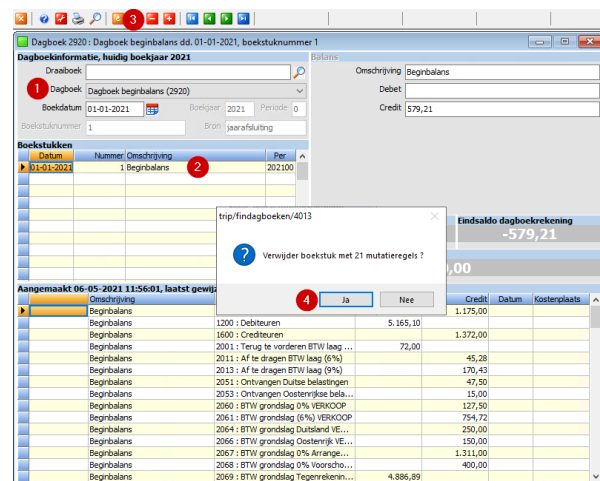 3
Dagboek 2920 : Dagboek beginbalans dd. 01-01-2021, boekstuknummer 1
Dagboekinformatie, huidig boekjaar 2021
Draaiboek
1 Dagboek Dagboek beginbalans (2920)
Boekdatum 01-01-2021 Boekjaar 2021 Periode 0
Boekstuknummer 1 Bron jaarafsluiting
Balans
Omschrijving Beginbalans
Debet
Credit 579,21
Boekstukken
Datum Nummer Omschrijving Per
01-01-2021 1 Beginbalans 2 202100
Eindsaldo dagboekrekening
-579,21
,00
trip/findagboeken/4013
Verwijder boekstuk met 21 mutatieregels ?
4 Ja Nee
Aangemaakt 06-05-2021 11:56:01, laatst gewijz
Omschrijving Credit Datum Kostenplaats
Beginbalans 1.175,00
Beginbalans 1200 : Debiteuren 5.165,10
Beginbalans 1600 : Crediteuren 1.372,00
Beginbalans 2001 : Terug te vorderen BTW laag ... 72,00
Beginbalans 2011 : Af te dragen BTW laag (6%) 45,28
Beginbalans 2013 : Af te dragen BTW laag (9%) 170,43
Beginbalans 2051 : Ontvangen Duitse belastingen 47,50
Beginbalans 2053 : Ontvangen Oostenrijkse bela... 15,00
Beginbalans 2060 : BTW grondslag 0% VERKOOP 127,50
Beginbalans 2061 : BTW grondslag (6%) VERKOOP 754,72
Beginbalans 2064 : BTW grondslag Duitsland VE... 250,00
Beginbalans 2066 : BTW grondslag Oostenrijk VE... 150,00
Beginbalans 2067 : BTW grondslag 0% Arrange... 1.311,00
Beginbalans 2068 : BTW grondslag 0% Voorscho... 400,00
Beginbalans 2069 : BTW grondslag Tegenrekenin... 4.886,89